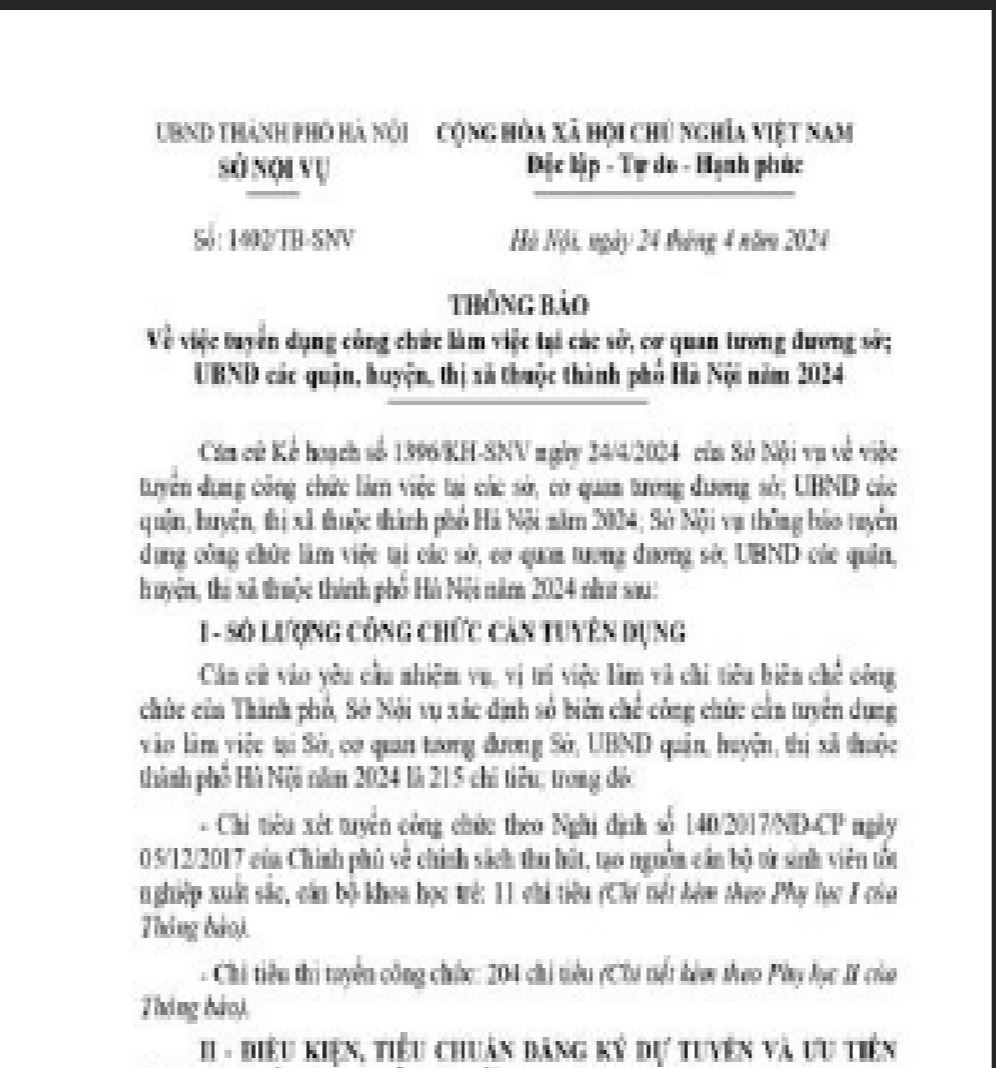 UBND THÀNH PHỐ HÀ NỘI
SỞ NỘI VỤ
CỘNG HÒA XÃ HỘI CHỦ NGHĨA VIỆT NAM
Độc lập - Tự do - Hạnh phúc
Số: 1402/TB-SNV
Hà Nội, ngày 24 tháng 4 năm 2024
THÔNG BÁO
Về việc tuyển dụng công chức làm việc tại các sở, cơ quan tương đương sở;
UBND các quận, huyện, thị xã thuộc thành phố Hà Nội năm 2024
Căn cứ Kế hoạch số 1396/KH-SNV ngày 24/4/2024 của Sở Nội vụ về việc
tuyển dụng công chức làm việc tại các sở, cơ quan tương đương sở; UBND các
quận, huyện, thị xã thuộc thành phố Hà Nội năm 2024; Sở Nội vụ thông báo tuyển
dụng công chức làm việc tại các sở, cơ quan tương đương sở; UBND các quận,
huyện, thị xã thuộc thành phố Hà Nội năm 2024 như sau:
I - SỐ LƯỢNG CÔNG CHỨC CẦN TUYỂN DỤNG
Căn cứ vào yêu cầu nhiệm vụ, vị trí việc làm và chỉ tiêu biên chế công
chức của Thành phố, Sở Nội vụ xác định số biên chế công chức cần tuyển dụng
vào làm việc tại Sở, cơ quan tương đương Sở, UBND quận, huyện, thị xã thuộc
thành phố Hà Nội năm 2024 là 215 chỉ tiêu, trong đó:
- Chỉ tiêu xét tuyển công chức theo Nghị định số 140/2017/NĐ-CP ngày
05/12/2017 của Chính phủ về chính sách thu hút, tạo nguồn cán bộ từ sinh viên tốt
nghiệp xuất sắc, cán bộ khoa học trẻ: 11 chỉ tiêu (Chi tiết kèm theo Phụ lục I của
Thông báo).
- Chỉ tiêu thi tuyển công chức: 204 chỉ tiêu (Chi tiết kèm theo Phụ lục II của
Thông báo).
II - ĐIỀU KIỆN, TIÊU CHUẨN ĐĂNG KÝ DỰ TUYỂN VÀ ƯU TIÊN